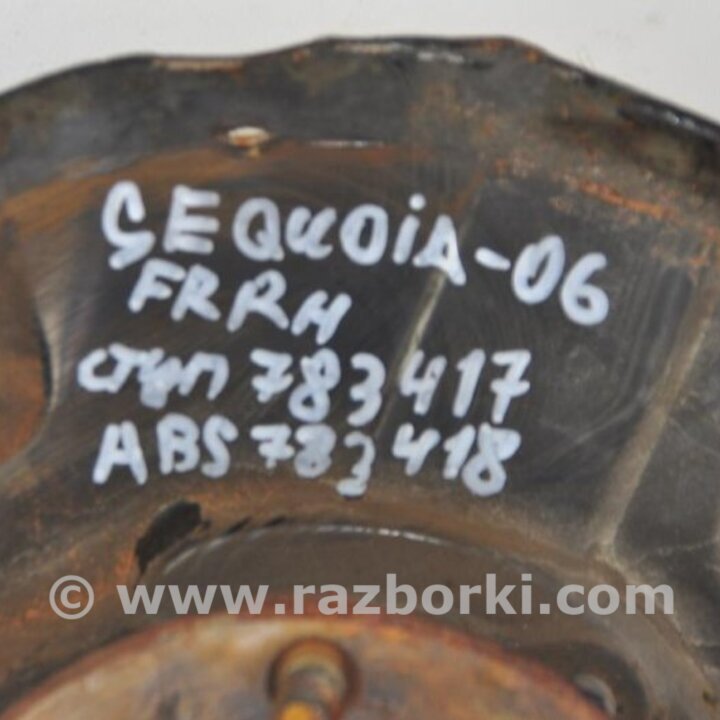 SEQUOiA-06
FRRH
ступ 783417
ABS 783418
© www.razborki.com